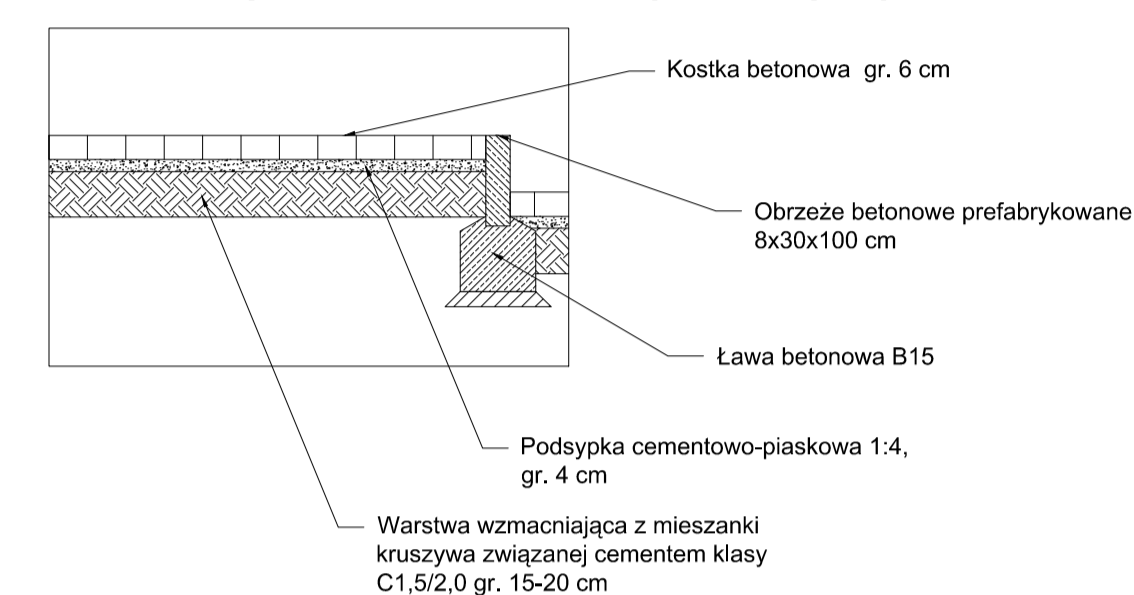 Kostka betonowa gr. 6 cm
Obrzeże betonowe prefabrykowane
8x30x100 cm
Ława betonowa B15
Podsypka cementowo-piaskowa 1:4,
gr. 4 cm
Warstwa wzmacniająca z mieszanki
kruszywa związanej cementem klasy
C1,5/2,0 gr. 15-20 cm